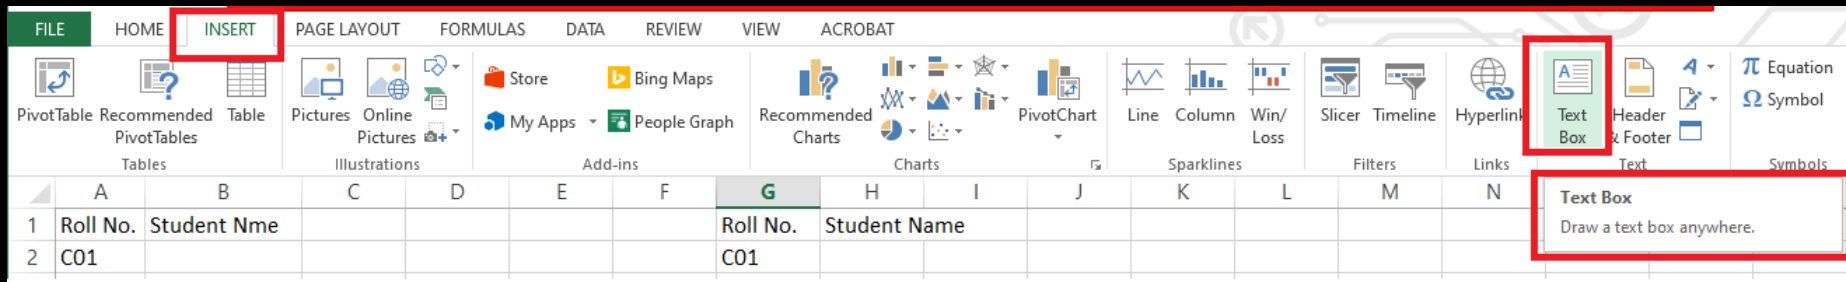 FILE HOME INSERT PAGE LAYOUT FORMULAS DATA REVIEW VIEW ACROBAT
PivotTable Recommended PivotTables Table
Tables
Pictures Online Pictures
Illustrations
Store
My Apps
Bing Maps
People Graph
Add-ins
Recommended Charts
PivotChart
Charts
Line Column Win/ Loss
Sparklines
Slicer Timeline
Filters
Hyperlink
Links
Text Box
Header & Footer
Text
π Equation
Ω Symbol
Symbols
A B C D E F G H I J K L M N
1 Roll No. Student Nme Roll No. Student Name
2 C01 C01
Text Box
Draw a text box anywhere.